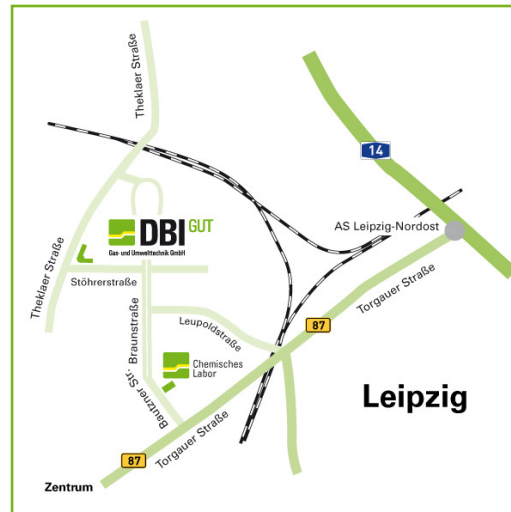 Theklaer Straße
14
AS Leipzig-Nordost
DBI GUT
Gas- und Umwelttechnik GmbH
Theklaer Straße
Stöhrerstraße
Torgauer Straße
87
Braunstraße
Leupoldstraße
Chemisches
Labor
Bautzner Str.
Leipzig
Torgauer Straße
87
Zentrum